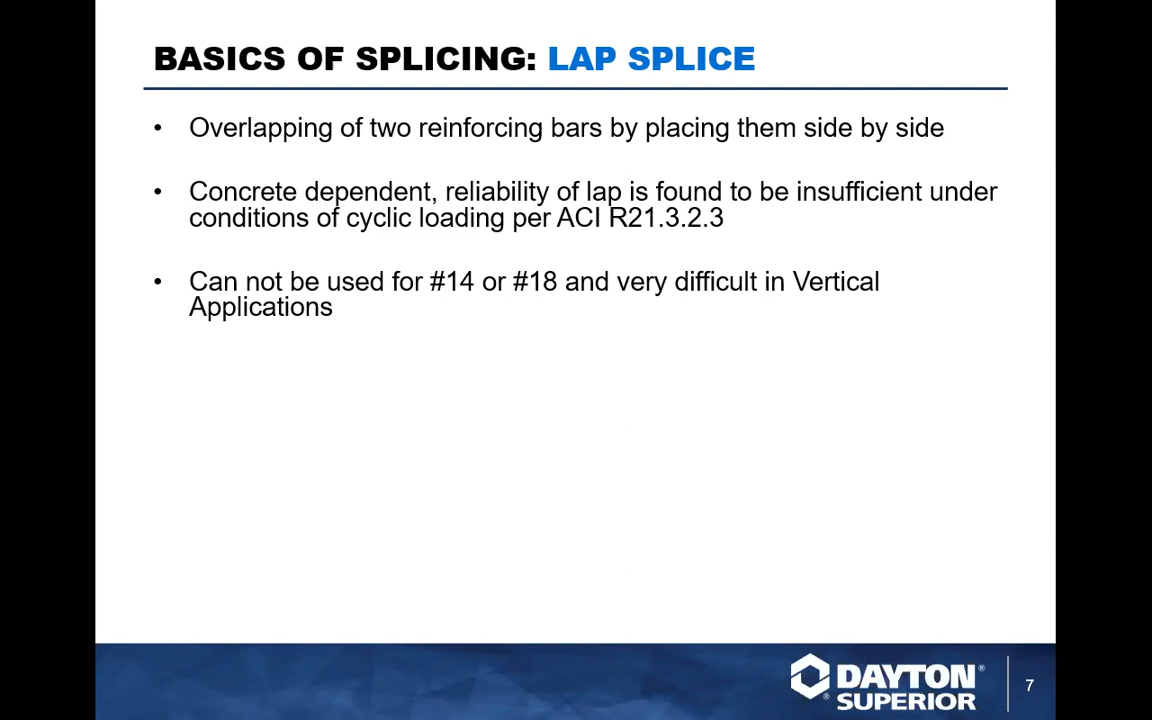 BASICS OF SPLICING: LAP SPLICE
• Overlapping of two reinforcing bars by placing them side by side
• Concrete dependent, reliability of lap is found to be insufficient under
conditions of cyclic loading per ACI R21.3.2.3
• Can not be used for #14 or #18 and very difficult in Vertical
Applications
DAYTON®
®SUPERIOR
7